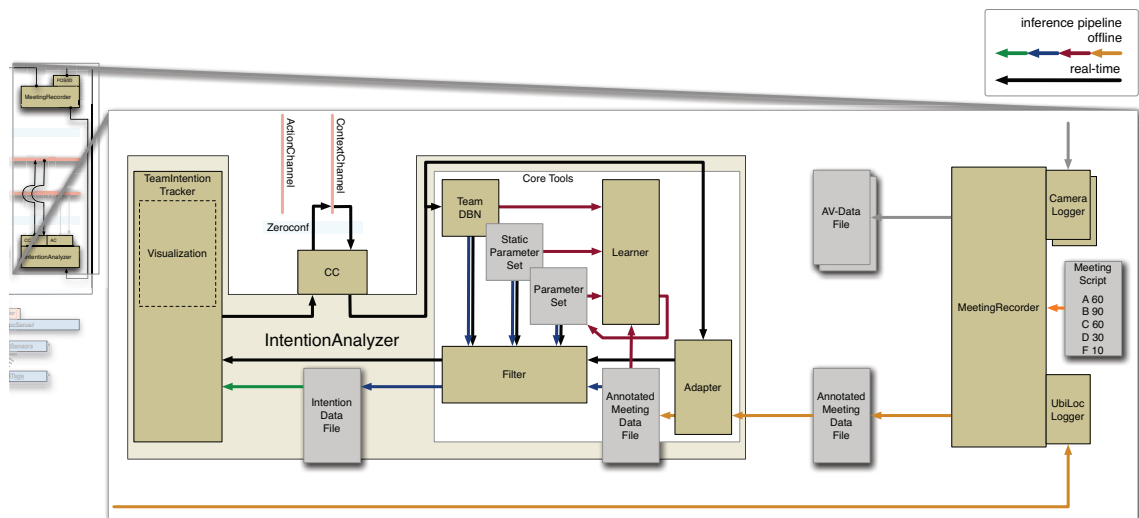 inference pipeline
offline
real-time
MeetingRecorder
CC
AC
IntentionAnalyzer
ActionChannel
ContextChannel
Zeroconf
CC
TeamIntention
Tracker
Visualization
IntentionAnalyzer
Core Tools
Team
DBN
Static
Parameter
Set
Parameter
Set
Learner
Filter
Adapter
Intention
Data
File
Annotated
Meeting Data
File
AV-Data
File
Annotated
Meeting Data
File
MeetingRecorder
Camera
Logger
Meeting
Script
A 60
B 90
C 60
D 30
F 10
UbiLoc
Logger